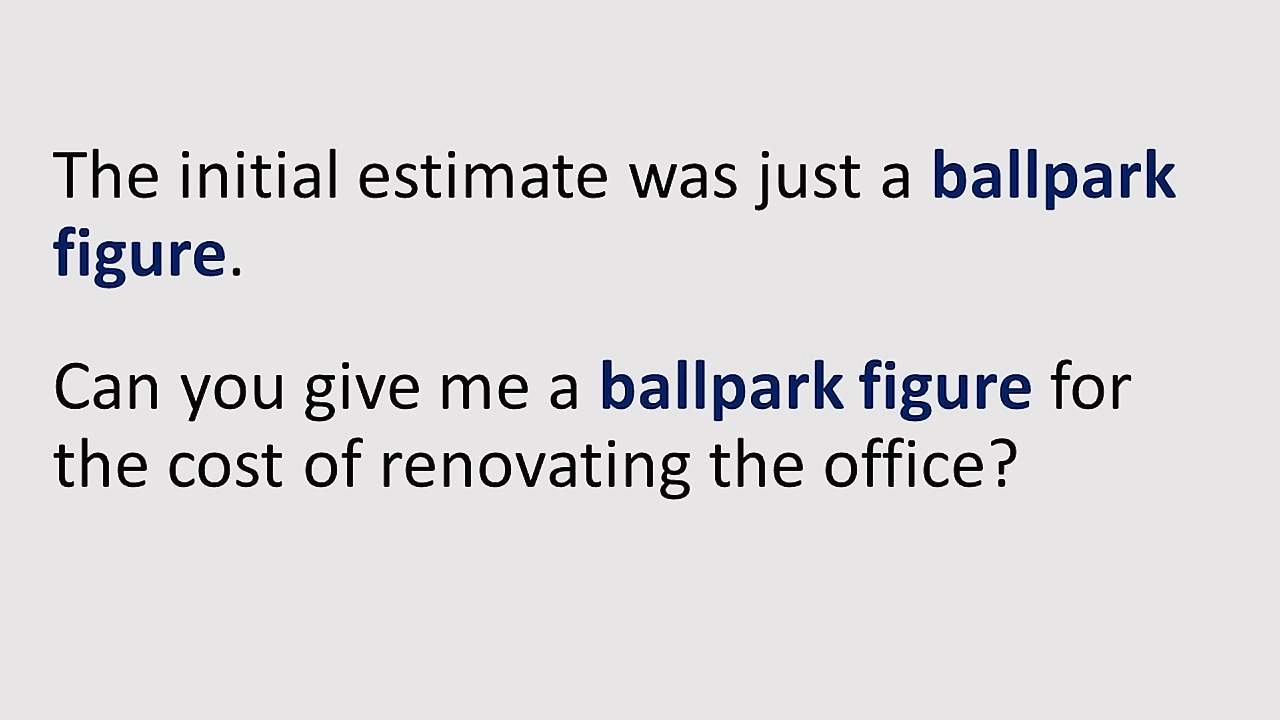 The initial estimate was just a ballpark
figure.
Can you give me a ballpark figure for
the cost of renovating the office?